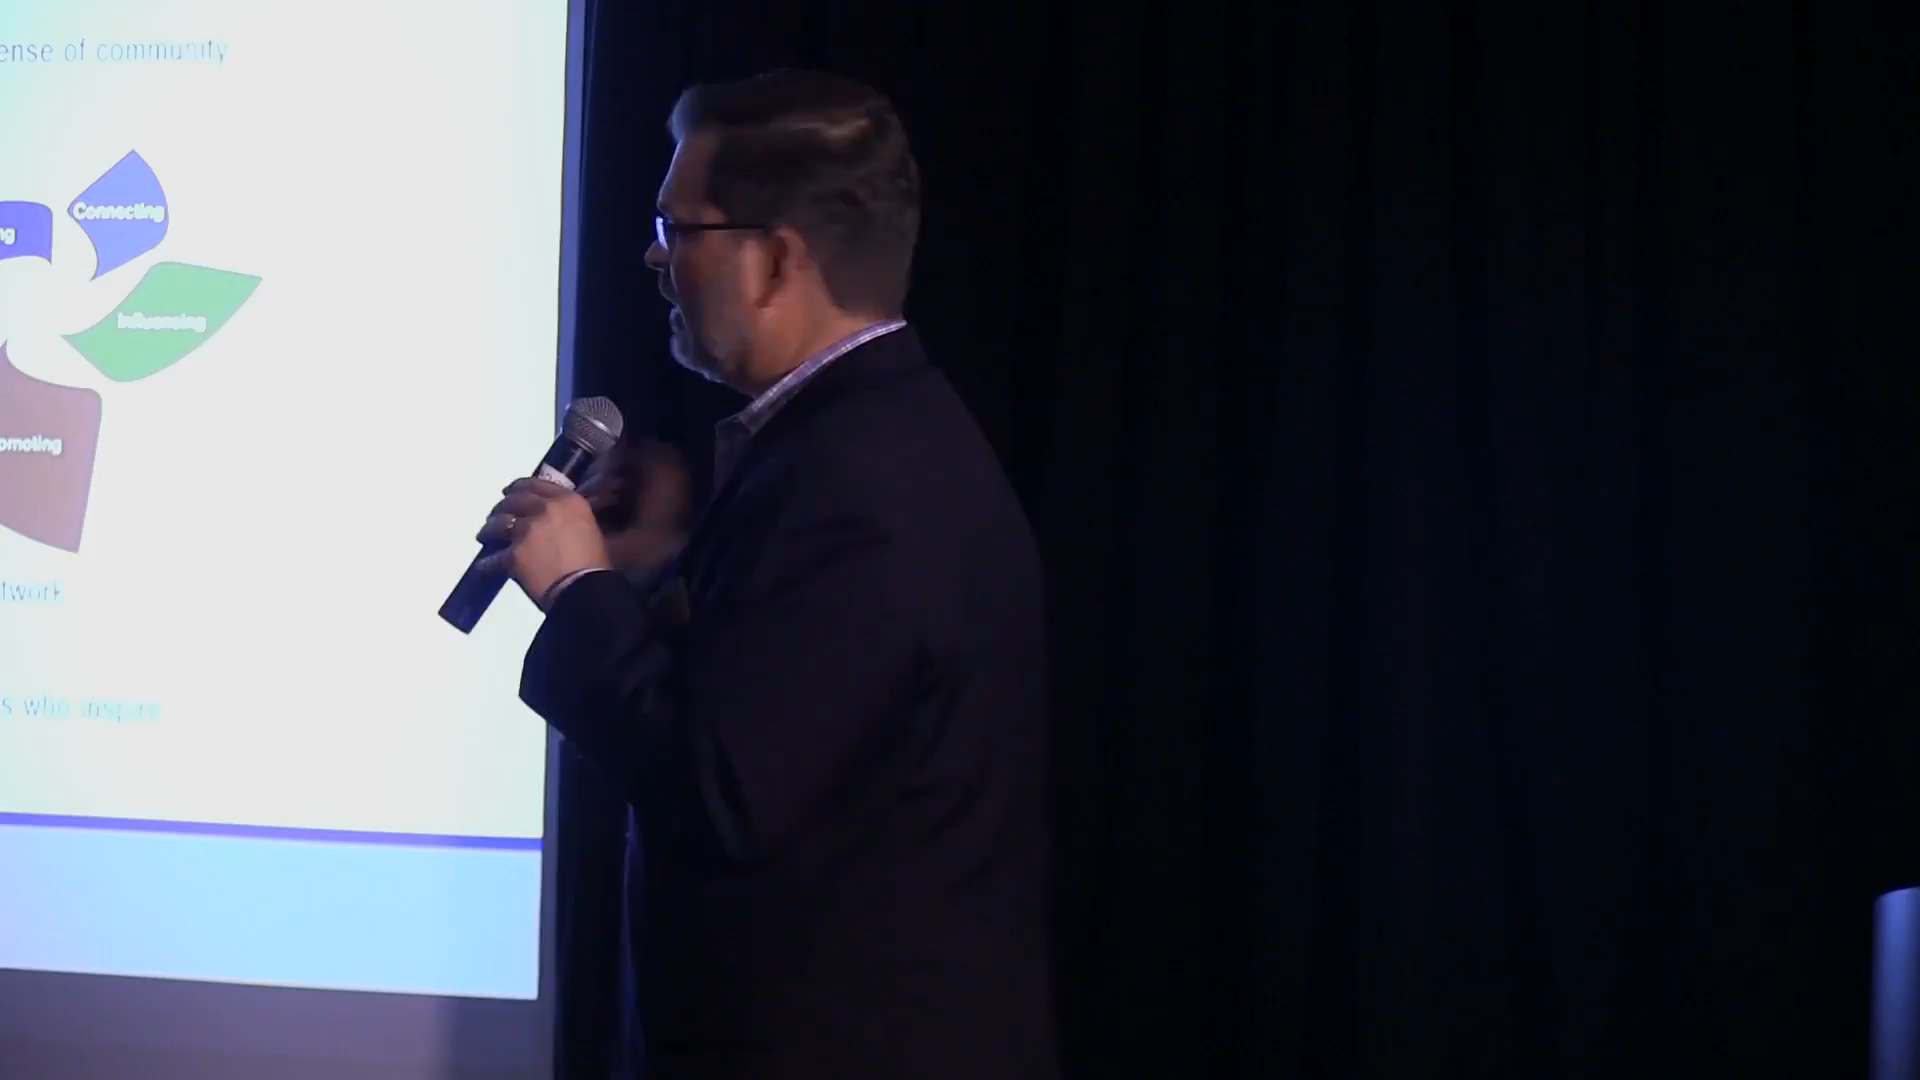 ense of community
Connecting
ng
Influencing
omoting
twork
s who inspire